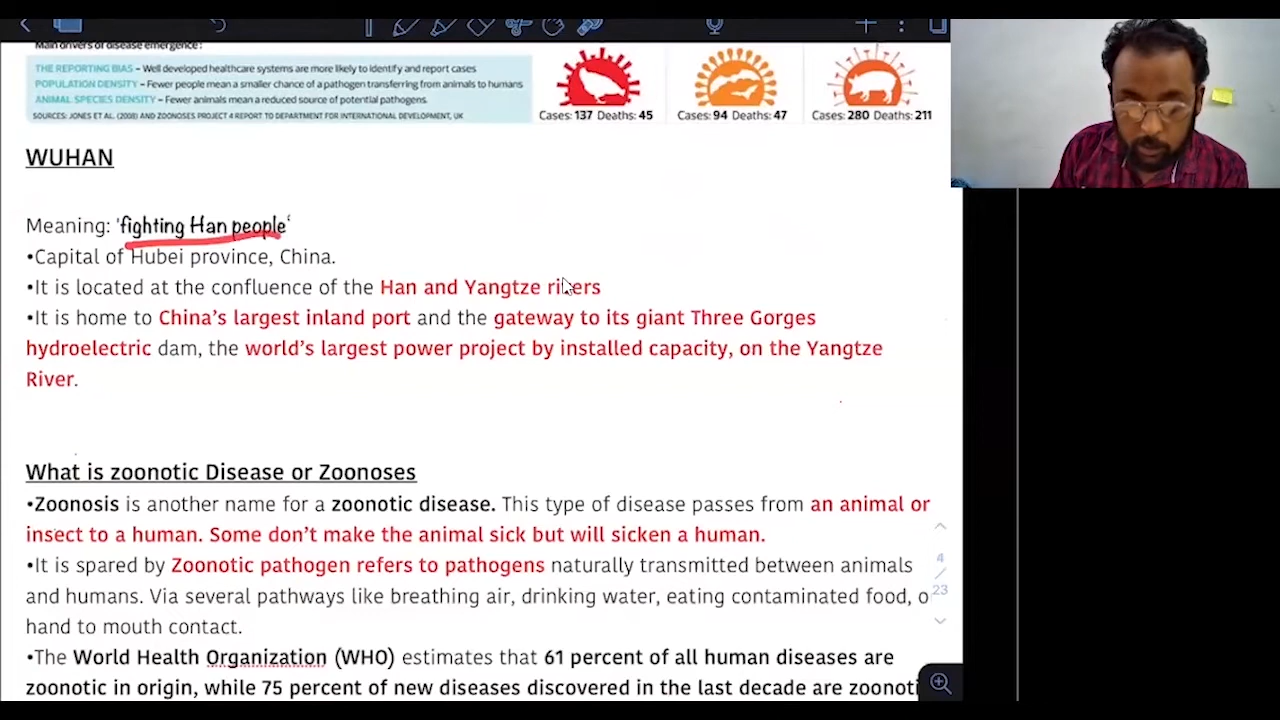 Main drivers of disease emergence:
THE REPORTING BIAS – Well developed healthcare systems are more likely to identify and report cases
POPULATION DENSITY – Fewer people mean a smaller chance of a pathogen transferring from animals to humans
ANIMAL SPECIES DENSITY – Fewer animals mean a reduced source of potential pathogens.
SOURCES: JONES ET AL. (2008) AND ZOONOSES PROJECT 4 REPORT TO DEPARTMENT FOR INTERNATIONAL DEVELOPMENT, UK
Cases: 137 Deaths: 45
Cases: 94 Deaths: 47
Cases: 280 Deaths: 211
WUHAN
Meaning: 'fighting Han people‘
•Capital of Hubei province, China.
•It is located at the confluence of the Han and Yangtze rivers
•It is home to China’s largest inland port and the gateway to its giant Three Gorges
hydroelectric dam, the world’s largest power project by installed capacity, on the Yangtze
River.
What is zoonotic Disease or Zoonoses
•Zoonosis is another name for a zoonotic disease. This type of disease passes from an animal or
insect to a human. Some don’t make the animal sick but will sicken a human.
•It is spared by Zoonotic pathogen refers to pathogens naturally transmitted between animals
and humans. Via several pathways like breathing air, drinking water, eating contaminated food, o
hand to mouth contact.
•The World Health Organization (WHO) estimates that 61 percent of all human diseases are
zoonotic in origin, while 75 percent of new diseases discovered in the last decade are zoonoti
4
/
23